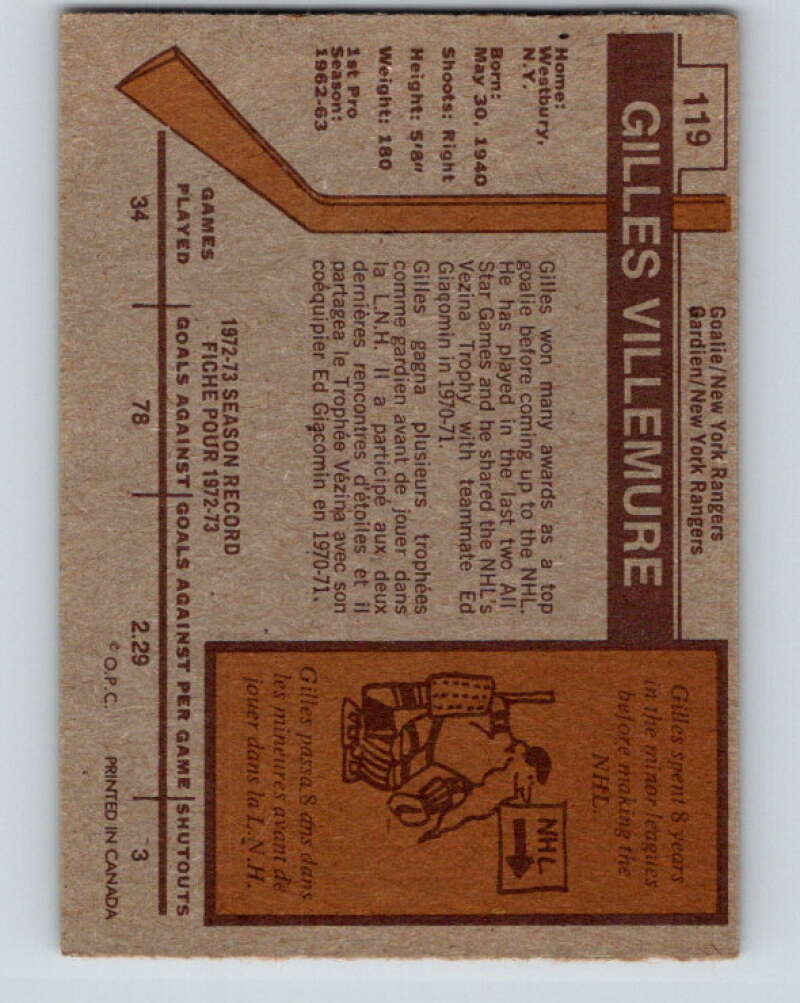 119
Goalie/New York Rangers
Gardien/New York Rangers
GILLES VILLEMURE
Home:
Westbury,
N.Y.
Born:
May 30, 1940
Shoots: Right
Height: 5'8"
Weight: 180
1st Pro
Season:
1962-63
Gilles won many awards as a top
goalie before coming up to the NHL.
He has played in the last two All
Star Games and he shared the NHL's
Vezina Trophy with teammate Ed
Giacomin in 1970-71.
Gilles gagna plusieurs trophées
comme gardien avant de jouer dans
la L.N.H. Il a participé aux deux
dernières rencontres d'étoiles et il
partagea le Trophée Vézina avec son
coéquipier Ed Giacomin en 1970-71.
Gilles spent 8 years
in the minor leagues
before making the
NHL.
NHL
Gilles passa 8 ans dans
les mineures avant de
jouer dans la L.N.H.
1972-73 SEASON RECORD
FICHE POUR 1972-73
GAMES
PLAYED GOALS AGAINST GOALS AGAINST PER GAME SHUTOUTS
34 78 2.29 3
© O.P.C. PRINTED IN CANADA